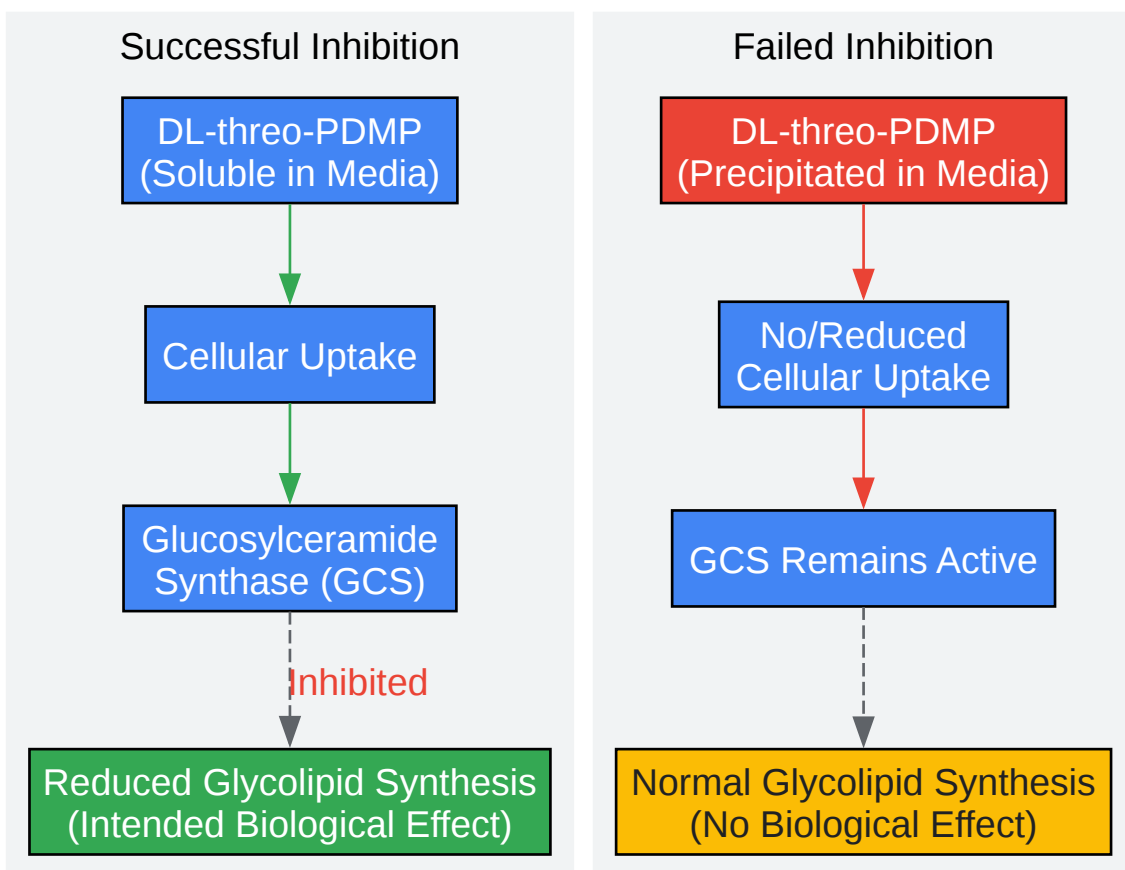 Successful Inhibition
DL-threo-PDMP
(Soluble in Media)
Cellular Uptake
Glucosylceramide
Synthase (GCS)
Inhibited
Reduced Glycolipid Synthesis
(Intended Biological Effect)
Failed Inhibition
DL-threo-PDMP
(Precipitated in Media)
No/Reduced
Cellular Uptake
GCS Remains Active
Normal Glycolipid Synthesis
(No Biological Effect)